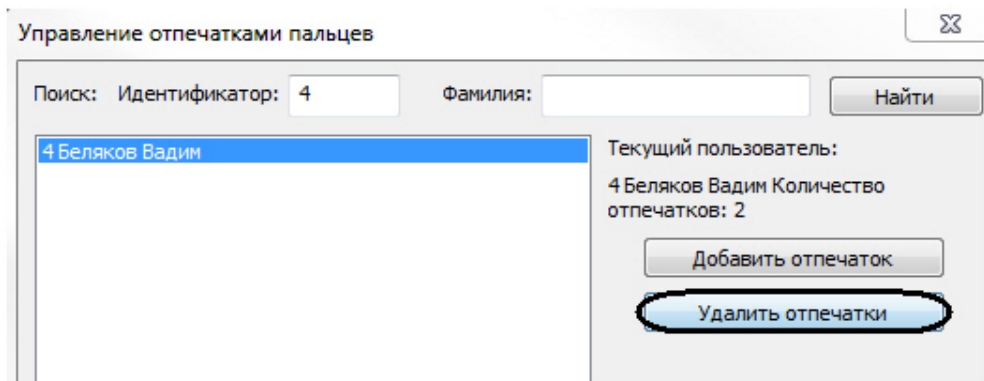 Управление отпечатками пальцев
Поиск: Идентификатор: 4 Фамилия: Найти
4 Беляков Вадим
Текущий пользователь:
4 Беляков Вадим Количество
отпечатков: 2
Добавить отпечаток
Удалить отпечатки